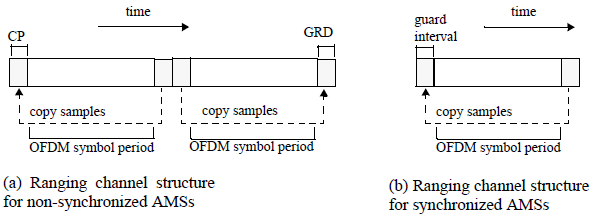 time
CP
GRD
copy samples
copy samples
OFDM symbol period
OFDM symbol period
(a) Ranging channel structure
for non-synchronized AMSs
time
guard
interval
copy samples
OFDM symbol period
(b) Ranging channel structure
for synchronized AMSs